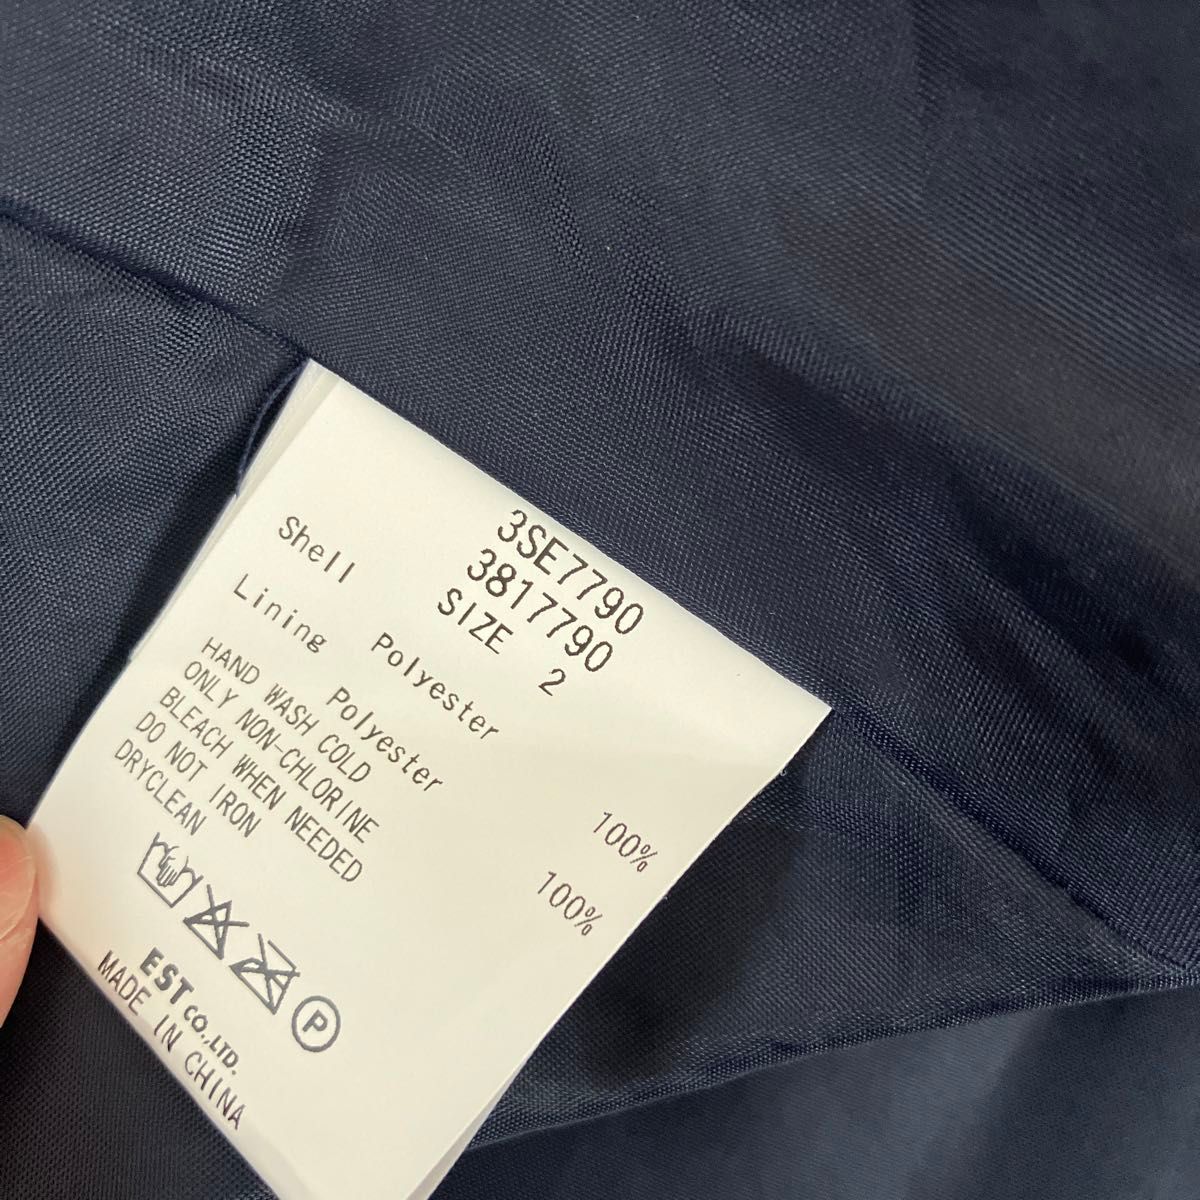 3SE7790
3817790
SIZE 2
Shell Polyester 100%
Lining Polyester 100%
HAND WASH COLD
ONLY NON-CHLORINE
BLEACH WHEN NEEDED
DO NOT IRON
DRYCLEAN
P
EST CO.,LTD.
MADE IN CHINA